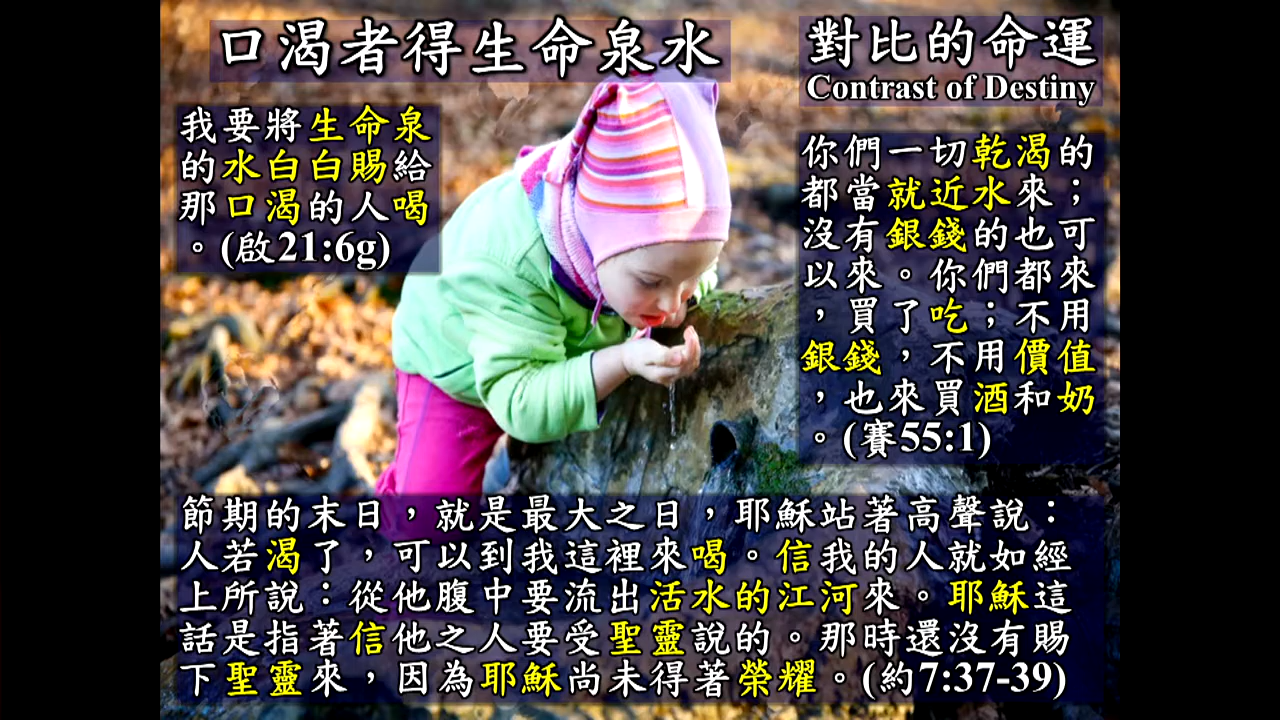 口渴者得生命泉水
對比的命運
Contrast of Destiny
我要將生命泉
的水白白賜給
那口渴的人喝
。(啟21:6g)
你們一切乾渴的
都當就近水來；
沒有銀錢的也可
以來。你們都來
，買了吃；不用
銀錢，不用價值
，也來買酒和奶
。(賽55:1)
節期的末日，就是最大之日，耶穌站著高聲說：
人若渴了，可以到我這裡來喝。信我的人就如經
上所說：從他腹中要流出活水的江河來。耶穌這
話是指著信他之人要受聖靈說的。那時還沒有賜
下聖靈來，因為耶穌尚未得著榮耀。(約7:37-39)